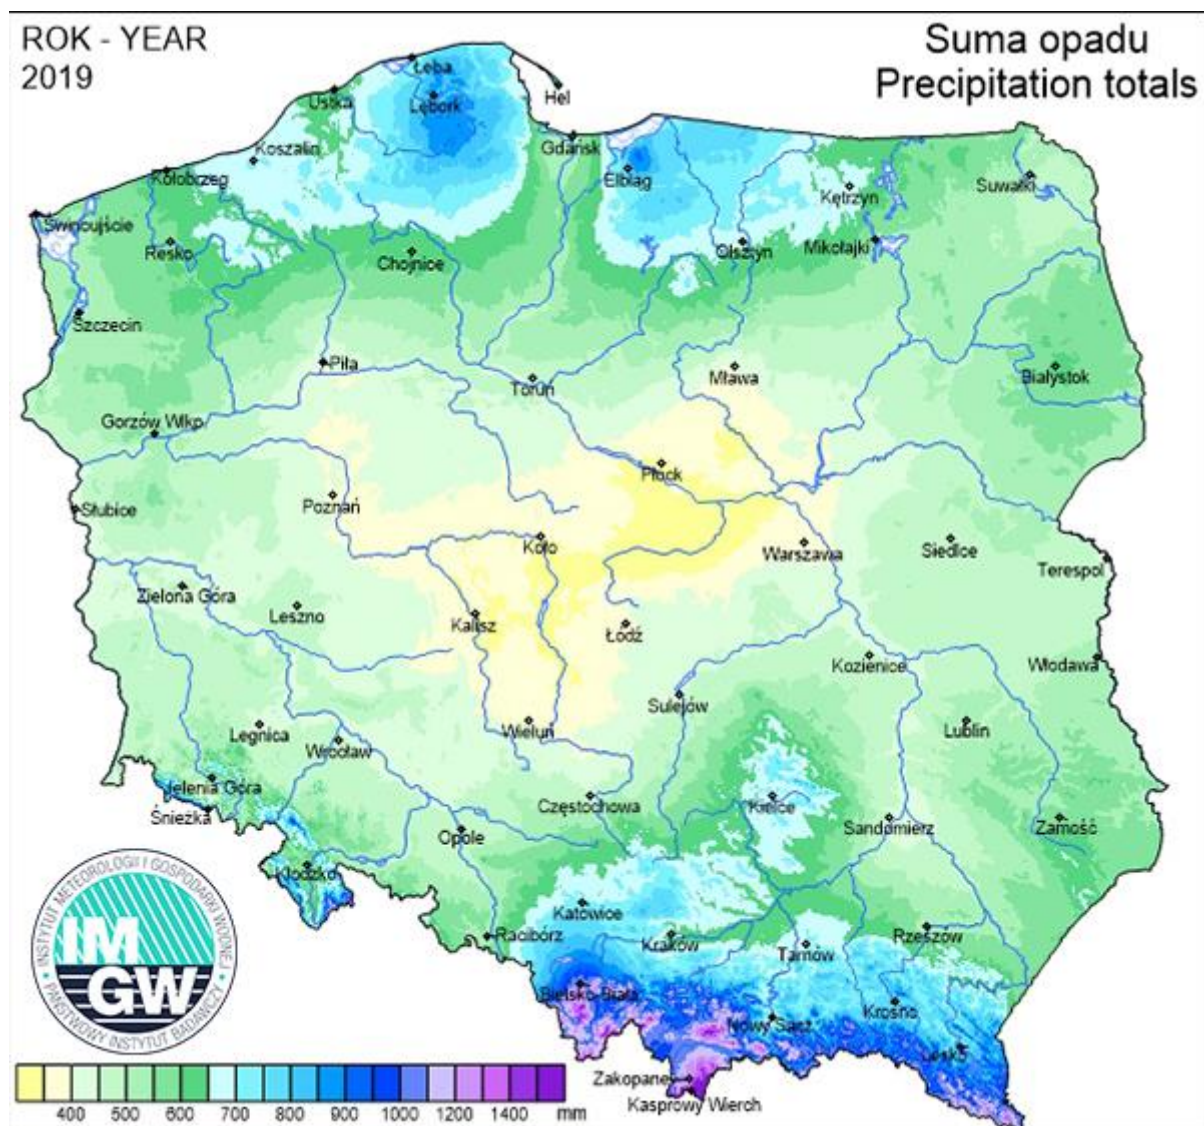 ROK - YEAR
2019
Suma opadu
Precipitation totals
Łeba
Ustka
Lębork
Hel
Koszalin
Gdańsk
Kołobrzeg
Elbląg
Kętrzyn
Suwałki
Świnoujście
Resko
Chojnice
Olsztyn
Mikołajki
Szczecin
Piła
Toruń
Mława
Białystok
Gorzów Wlkp
Płock
Słubice
Poznań
Koło
Warszawa
Siedlce
Terespol
Zielona Góra
Leszno
Kalisz
Łódź
Kozienice
Włodawa
Sulejów
Legnica
Wrocław
Wieluń
Lublin
Jelenia Góra
Śnieżka
Częstochowa
Kielce
Sandomierz
Zamość
Opole
Kłodzko
Katowice
Racibórz
Kraków
Tarnów
Rzeszów
Bielsko-Biała
Nowy Sącz
Krosno
Lesko
Zakopane
Kasprowy Wierch
INSTYTUT METEOROLOGII I GOSPODARKI WODNEJ
IM
GW
PAŃSTWOWY INSTYTUT BADAWCZY
400 500 600 700 800 900 1000 1200 1400 mm